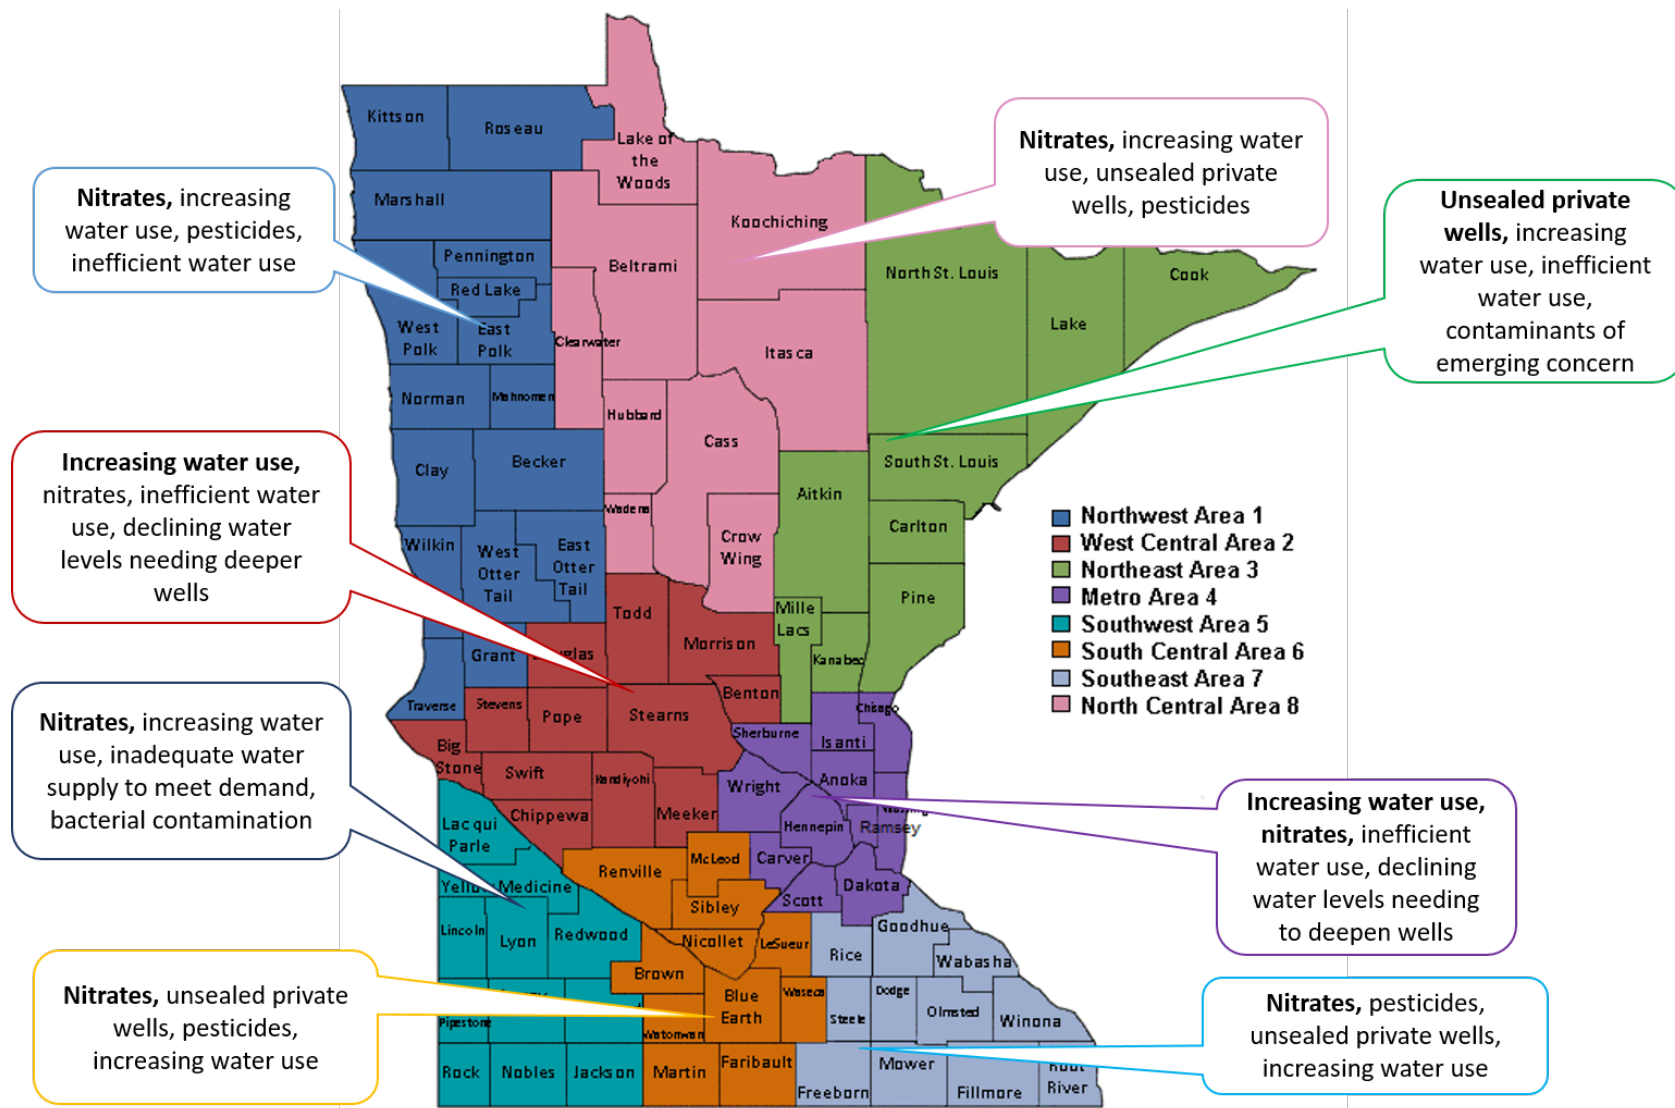 Kittson
Roseau
Lake of
the
Woods
Marshall
Koochiching
Pennington
Beltrami
Red Lake
North St. Louis
Cook
West
Polk
East
Polk
Clearwater
Itasca
Lake
Norman
Mahnomen
Hubbard
Cass
Clay
Becker
South St. Louis
Aitkin
Wadena
Carlton
Crow
Wing
Wilkin
West
Otter
Tail
East
Otter
Tail
Pine
Todd
Mille
Lacs
Morrison
Kanabec
Grant
Benton
Traverse
Stevens
Pope
Stearns
Chisago
Sherburne
Isanti
Big
Stone
Swift
Kandiyohi
Anoka
Wright
Chippewa
Meeker
Hennepin
Ramsey
Lac qui
Parle
McLeod
Carver
Renville
Medicine
Dakota
Scott
Sibley
Lincoln
Lyon
Redwood
Nicollet
LeSueur
Goodhue
Rice
Wabasha
Brown
Blue
Earth
Waseca
Steele
Dodge
Olmsted
Winona
Pipestone
Watonwan
Rock
Nobles
Jackson
Martin
Faribault
Freeborn
Mower
Fillmore
Root
River
Northwest Area 1
West Central Area 2
Northeast Area 3
Metro Area 4
Southwest Area 5
South Central Area 6
Southeast Area 7
North Central Area 8
Nitrates, increasing
water use, pesticides,
inefficient water use
Increasing water use,
nitrates, inefficient water
use, declining water
levels needing deeper
wells
Nitrates, increasing water
use, inadequate water
supply to meet demand,
bacterial contamination
Nitrates, unsealed private
wells, pesticides,
increasing water use
Nitrates, increasing water
use, unsealed private
wells, pesticides
Unsealed private
wells, increasing
water use, inefficient
water use,
contaminants of
emerging concern
Increasing water use,
nitrates, inefficient
water use, declining
water levels needing
to deepen wells
Nitrates, pesticides,
unsealed private wells,
increasing water use